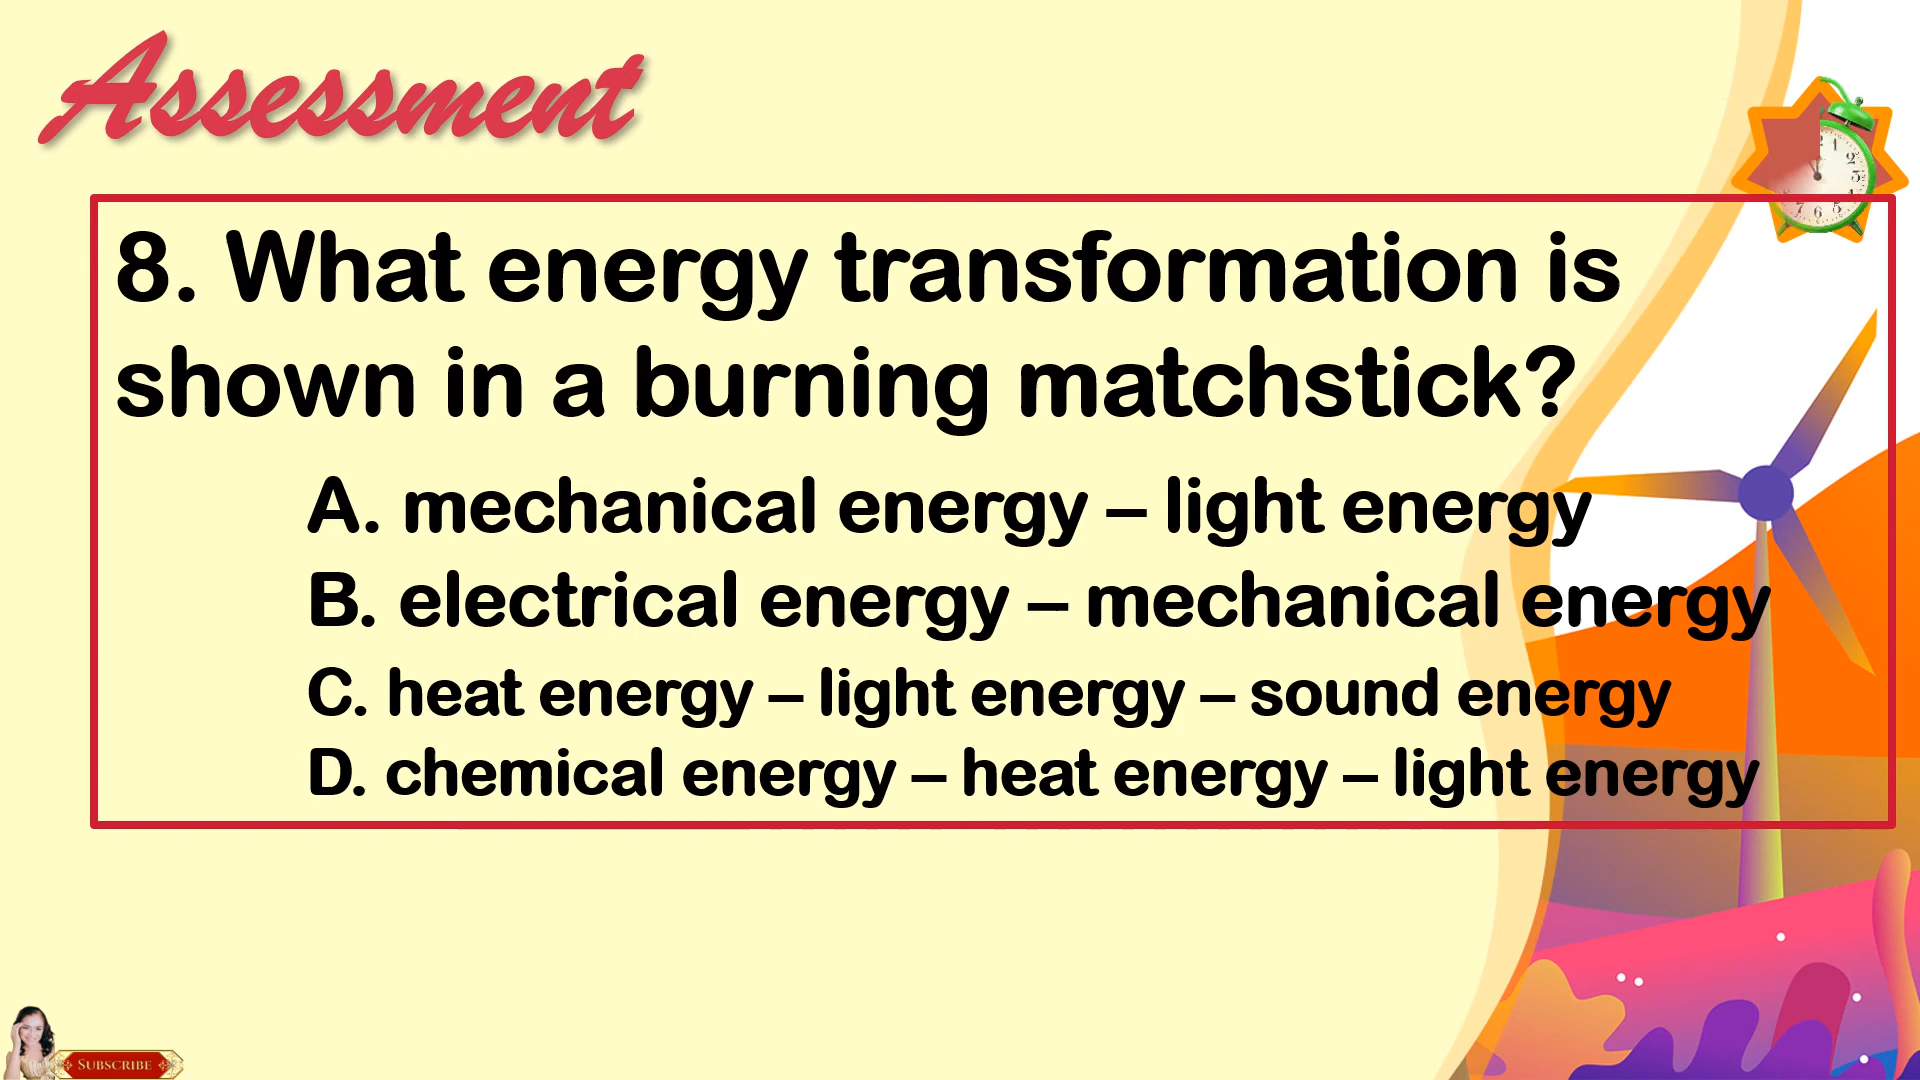 Assessment
8. What energy transformation is
shown in a burning matchstick?
A. mechanical energy – light energy
B. electrical energy – mechanical energy
C. heat energy – light energy – sound energy
D. chemical energy – heat energy – light energy
SUBSCRIBE